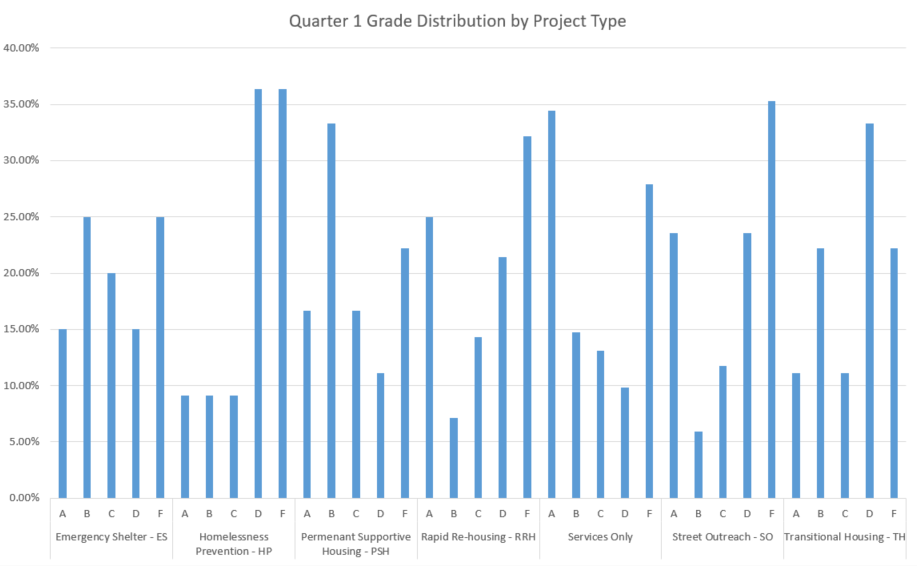 Quarter 1 Grade Distribution by Project Type
40.00%
35.00%
30.00%
25.00%
20.00%
15.00%
10.00%
5.00%
0.00%
A B C D F A B C D F A B C D F A B C D F A B C D F A B C D F A B C D F
Emergency Shelter - ES
Homelessness
Prevention - HP
Permenant Supportive
Housing - PSH
Rapid Re-housing - RRH
Services Only
Street Outreach - SO
Transitional Housing - TH